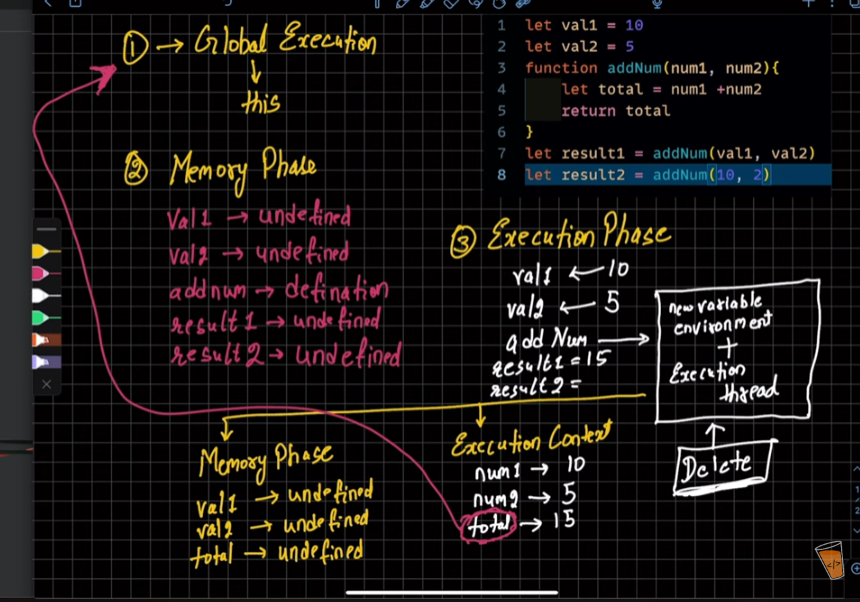 ① → Global Execution
↓
this
1 let val1 = 10
2 let val2 = 5
3 function addNum(num1, num2){
4 let total = num1 +num2
5 return total
6 }
7 let result1 = addNum(val1, val2)
8 let result2 = addNum(10, 2)
② Memory Phase
Val1 → undefined
val2 → undefined
addnum → defination
result1 → undefined
result2 → undefined
③ Execution Phase
val1 ← 10
val2 ← 5
add Num →
result1 = 15
result2 =
new variable
environment
+
Execution
thread
Delete
Memory Phase
val1 → undefined
val2 → undefined
total → undefined
Execution Context
num1 → 10
num2 → 5
total → 15
</>